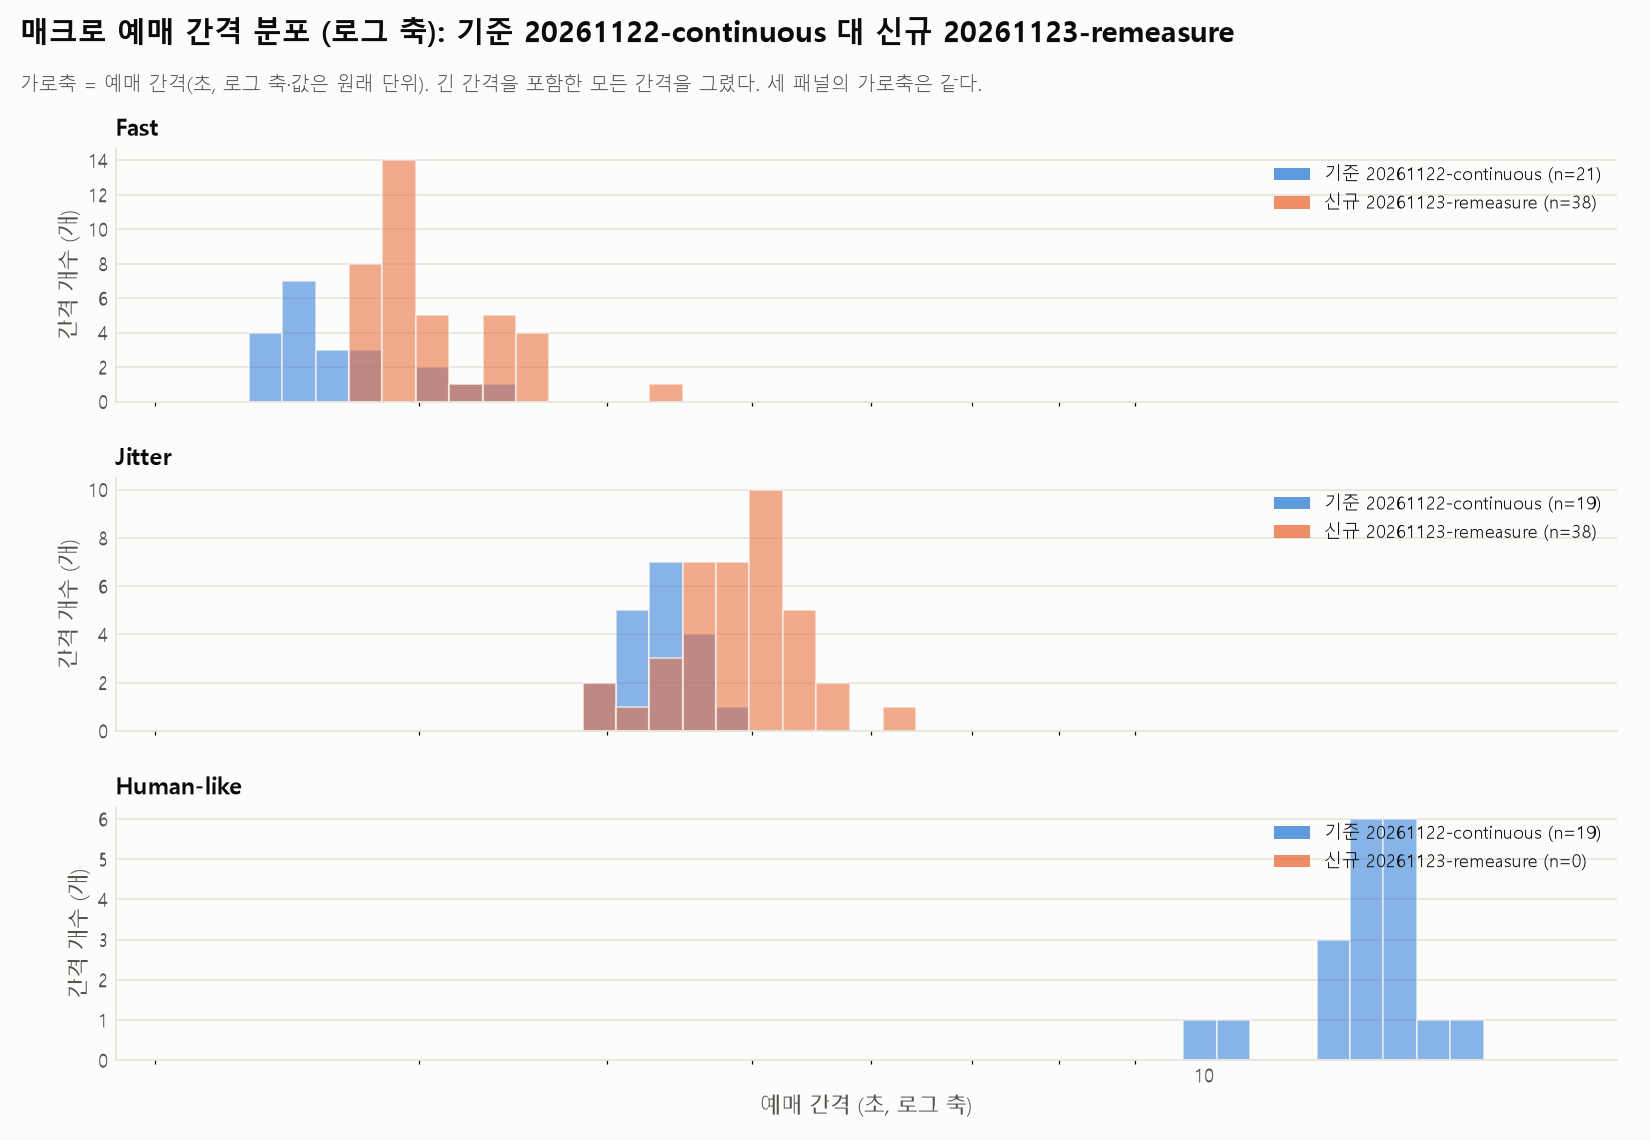 매크로 예매 간격 분포 (로그 축): 기준 20261122-continuous 대 신규 20261123-remeasure
가로축 = 예매 간격(초, 로그 축·값은 원래 단위). 긴 간격을 포함한 모든 간격을 그렸다. 세 패널의 가로축은 같다.
Fast
간격 개수 (개)
14
12
10
8
6
4
2
0
기준 20261122-continuous (n=21)
신규 20261123-remeasure (n=38)
Jitter
간격 개수 (개)
10
8
6
4
2
0
기준 20261122-continuous (n=19)
신규 20261123-remeasure (n=38)
Human-like
간격 개수 (개)
6
5
4
3
2
1
0
기준 20261122-continuous (n=19)
신규 20261123-remeasure (n=0)
10
예매 간격 (초, 로그 축)